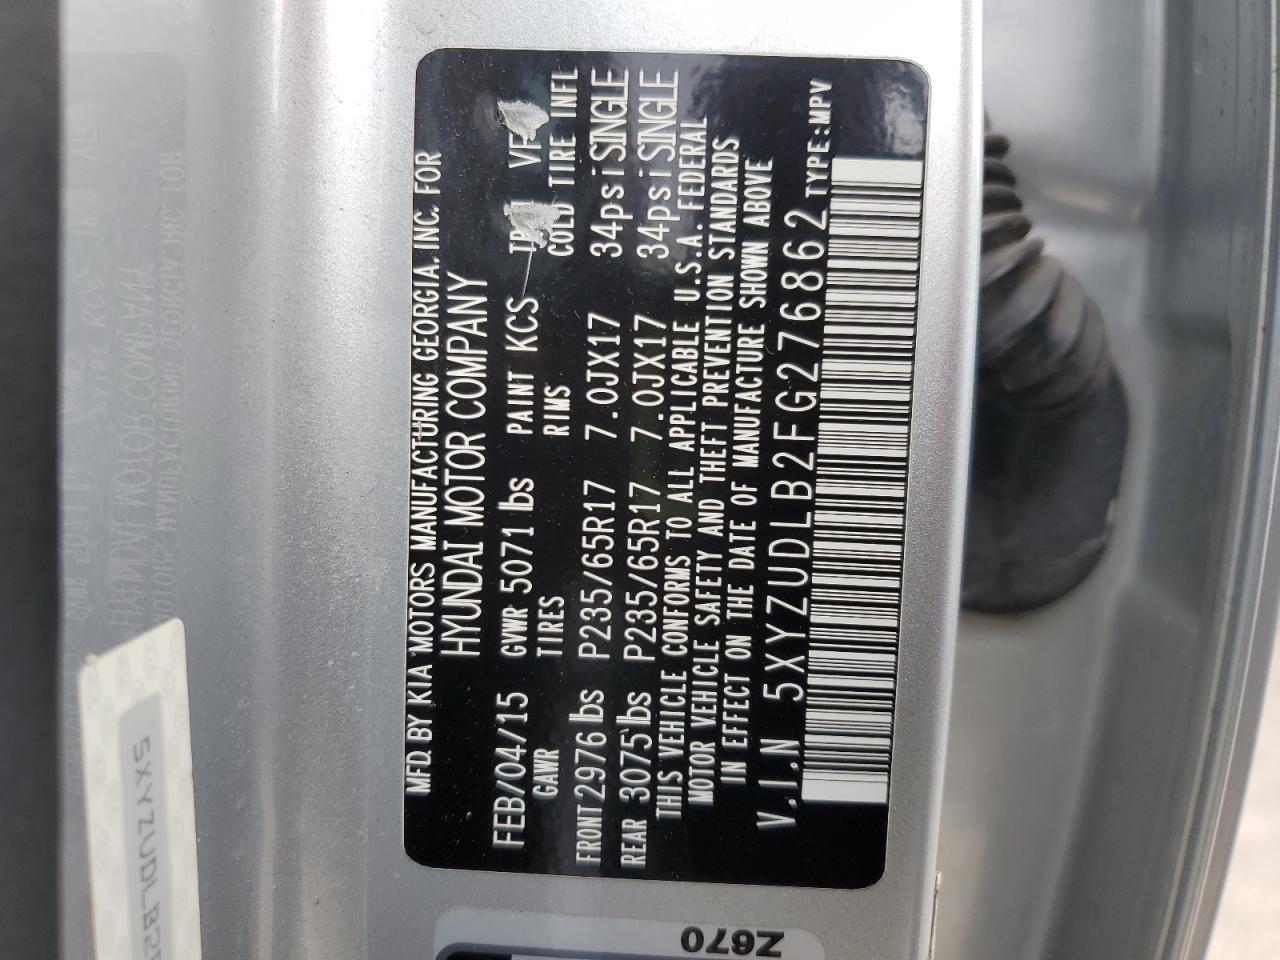 MFD. BY KIA MOTORS MANUFACTURING GEORGIA, INC. FOR
HYUNDAI MOTOR COMPANY
FEB/04/15 GVWR 5071 lbs PAINT KCS
GAWR TIRES RIMS COLD TIRE INFL
FRONT 2976 lbs P235/65R17 7.0JX17 34psi SINGLE
REAR 3075 lbs P235/65R17 7.0JX17 34psi SINGLE
THIS VEHICLE CONFORMS TO ALL APPLICABLE U.S.A. FEDERAL
MOTOR VEHICLE SAFETY AND THEFT PREVENTION STANDARDS
IN EFFECT ON THE DATE OF MANUFACTURE SHOWN ABOVE
V.I.N 5XYZUDLB2FG276862 TYPE:MPV
Z670